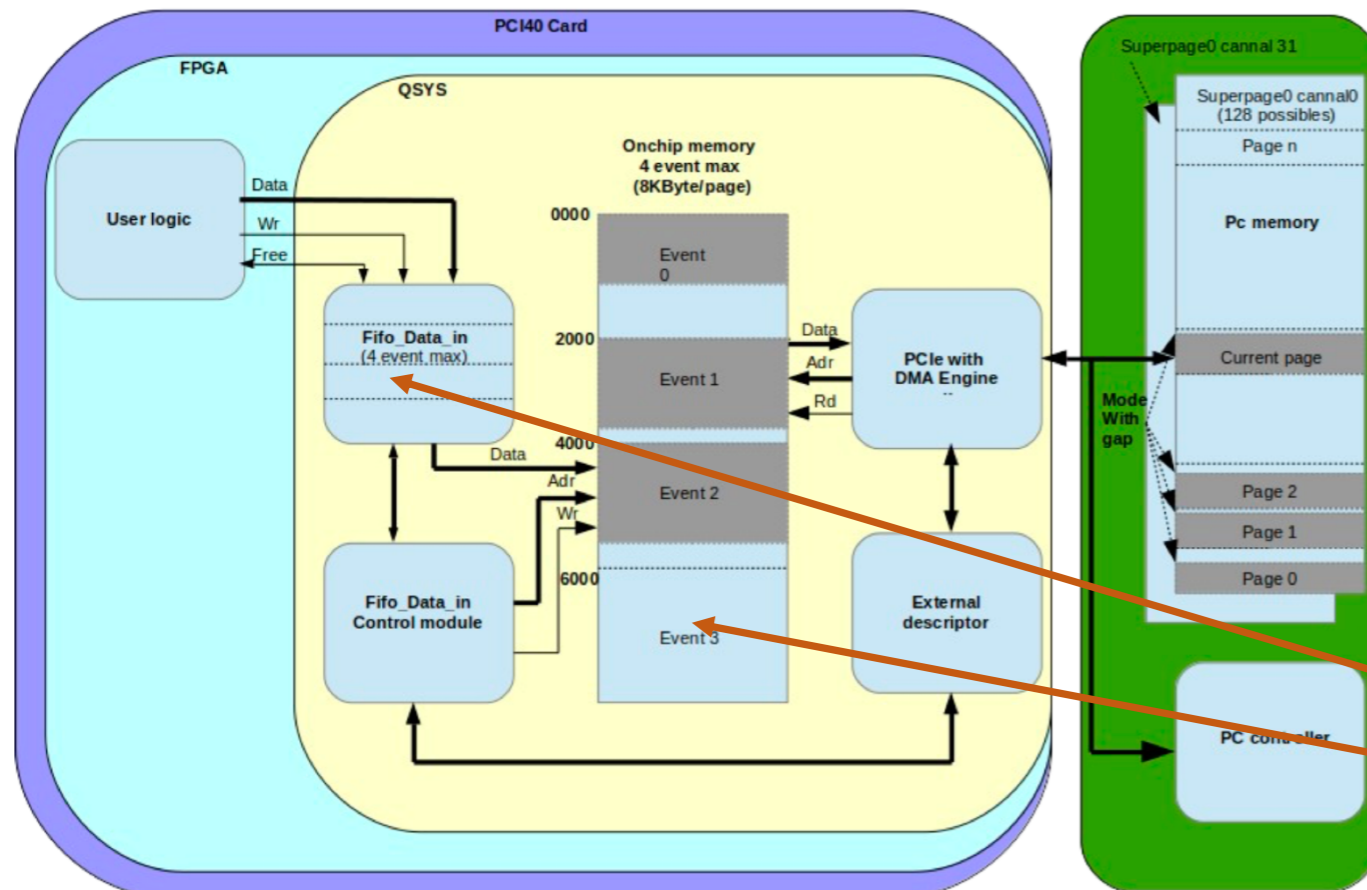 PCI40 Card
FPGA
QSYS
User logic
Data
Wr
Free
Fifo_Data_in
(4 event max)
Data
Adr
Wr
Fifo_Data_in
Control module
Onchip memory
4 event max
(8KByte/page)
0000
Event
0
2000
Event 1
4000
Event 2
6000
Event 3
Data
Adr
Rd
PCIe with
DMA Engine
--
External
descriptor
Superpage0 cannal 31
Superpage0 cannal0
(128 possibles)
Page n
Pc memory
Current page
Mode
With
gap
Page 2
Page 1
Page 0
PC controller